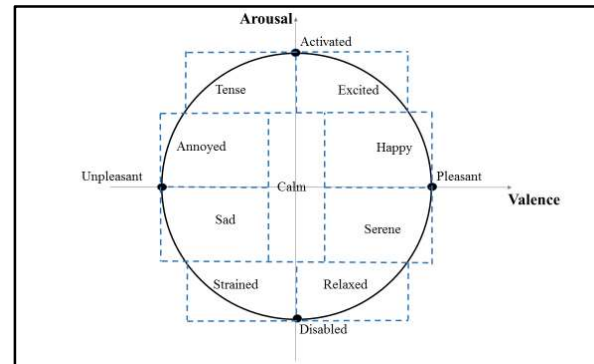 Arousal
Activated
Tense
Excited
Annoyed
Happy
Unpleasant
Calm
Pleasant
Valence
Sad
Serene
Strained
Relaxed
Disabled